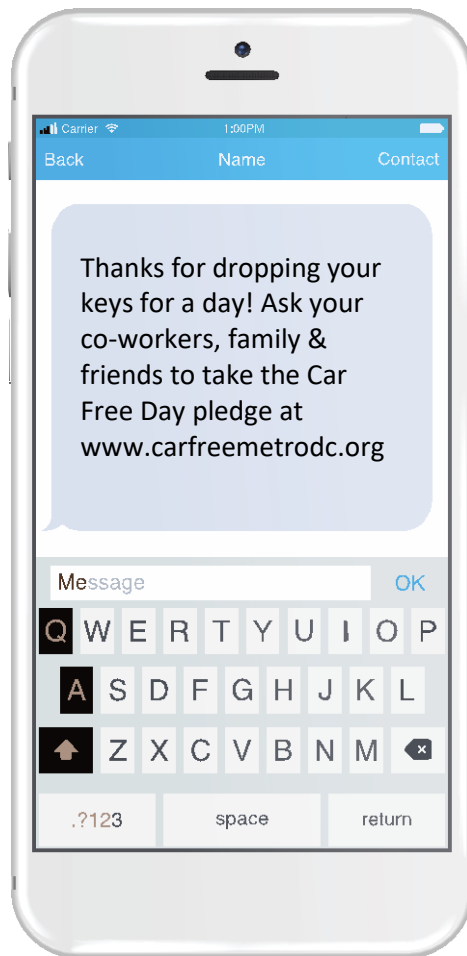 Carrier 1:00PM
Back Name Contact
Thanks for dropping your
keys for a day! Ask your
co-workers, family &
friends to take the Car
Free Day pledge at
www.carfreemetrodc.org
Message OK
Q W E R T Y U I O P
A S D F G H J K L
Z X C V B N M
.?123 space return